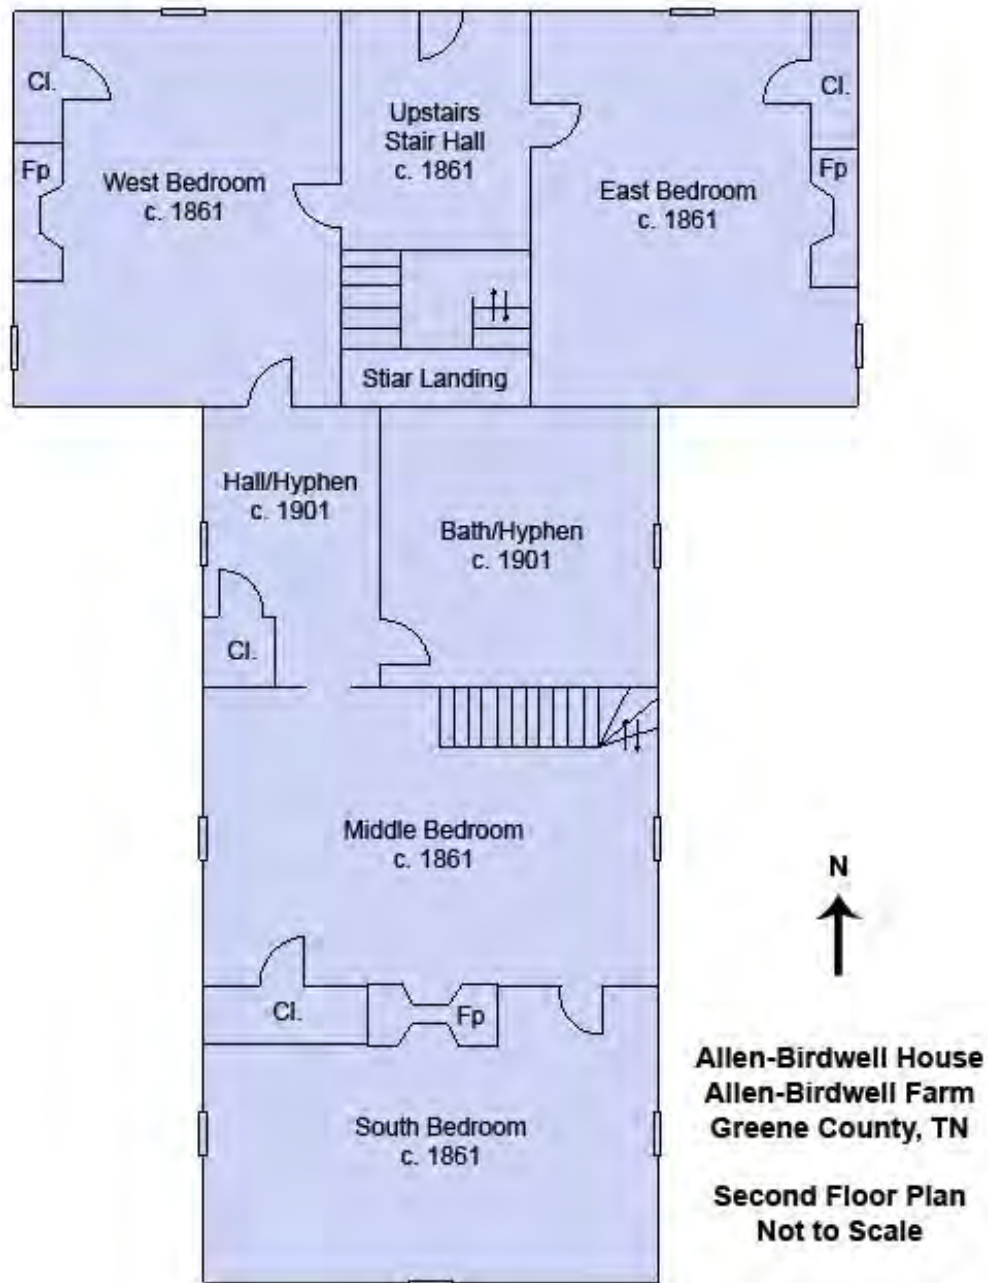 Cl.
Upstairs
Stair Hall
c. 1861
Cl.
Fp
West Bedroom
c. 1861
East Bedroom
c. 1861
Fp
Stiar Landing
Hall/Hyphen
c. 1901
Bath/Hyphen
c. 1901
Cl.
Middle Bedroom
c. 1861
N
Cl.
Fp
South Bedroom
c. 1861
Allen-Birdwell House
Allen-Birdwell Farm
Greene County, TN
Second Floor Plan
Not to Scale